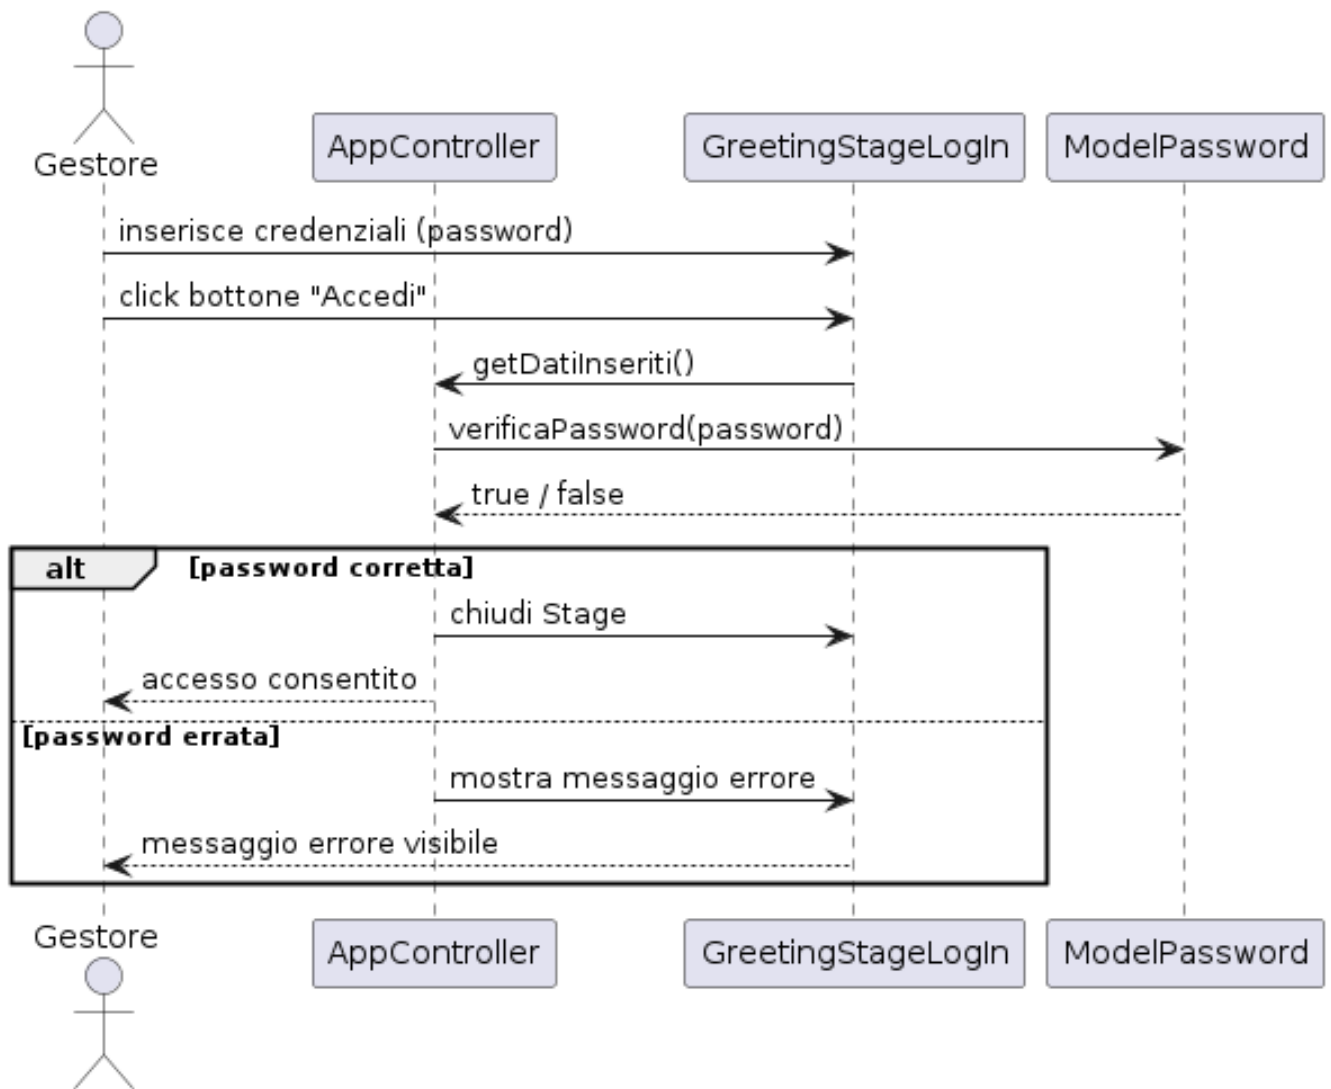 Gestore
AppController
GreetingStageLogIn
ModelPassword
inserisce credenziali (password)
click bottone "Accedi"
getDatiInseriti()
verificaPassword(password)
true / false
alt
[password corretta]
chiudi Stage
accesso consentito
[password errata]
mostra messaggio errore
messaggio errore visibile
Gestore
AppController
GreetingStageLogIn
ModelPassword